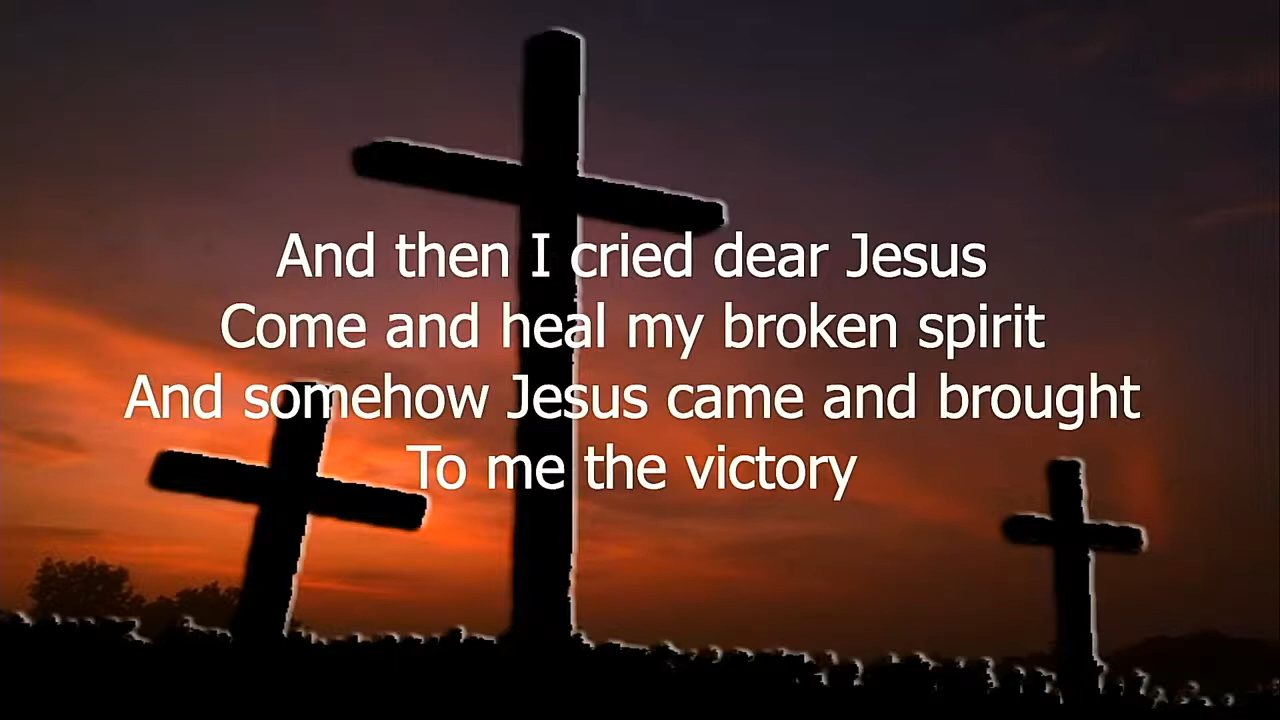 And then I cried dear Jesus
Come and heal my broken spirit
And somehow Jesus came and brought
To me the victory